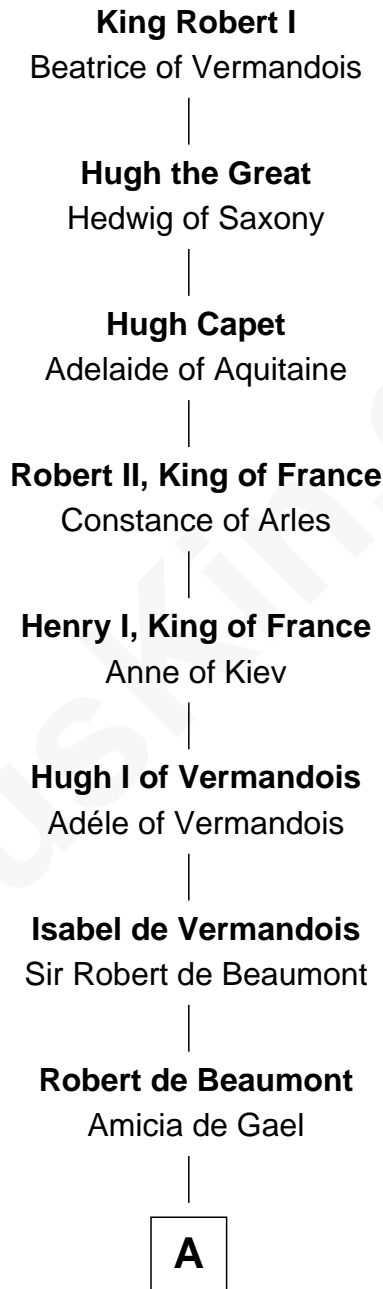 King Robert I
Beatrice of Vermandois
Hugh the Great
Hedwig of Saxony
Hugh Capet
Adelaide of Aquitaine
Robert II, King of France
Constance of Arles
Henry I, King of France
Anne of Kiev
Hugh I of Vermandois
Adéle of Vermandois
Isabel de Vermandois
Sir Robert de Beaumont
Robert de Beaumont
Amicia de Gael
A